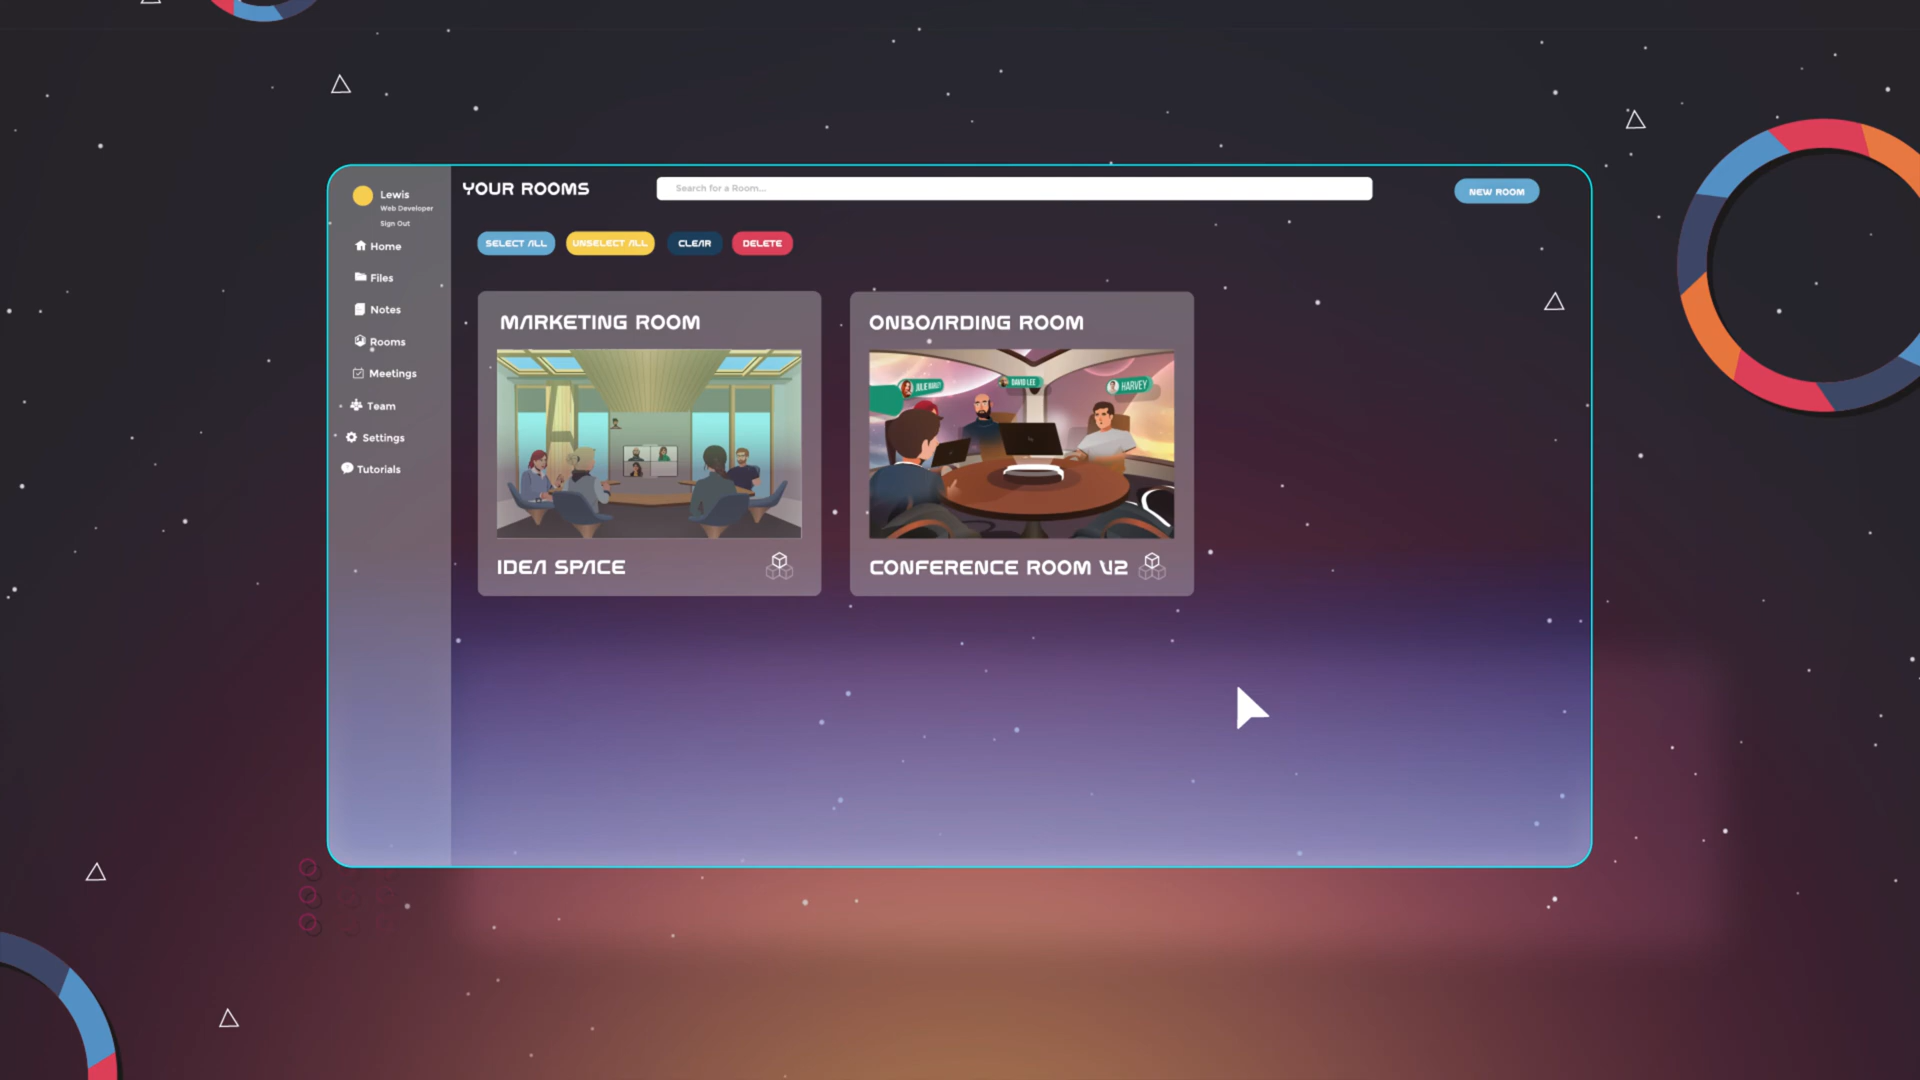 Lewis
Web Developer
Sign Out
Home
Files
Notes
Rooms
Meetings
Team
Settings
Tutorials
YOUR ROOMS
Search for a Room...
NEW ROOM
SELECT ALL
UNSELECT ALL
CLEAR
DELETE
MARKETING ROOM
IDEA SPACE
ONBOARDING ROOM
JULIE
DAVID LEE
HARVEY
CONFERENCE ROOM V2